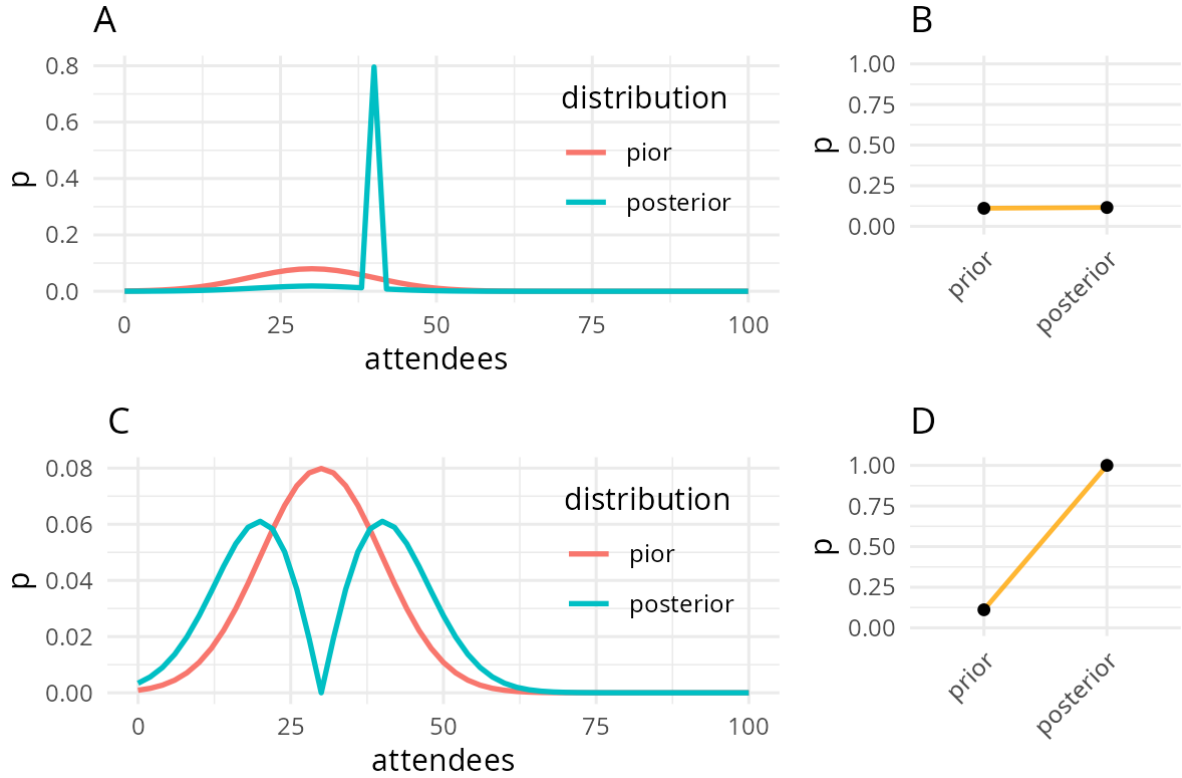 A
0.8
0.6
0.4
0.2
0.0
p
0 25 50 75 100
attendees
distribution
pior
posterior
B
1.00
0.75
0.50
0.25
0.00
p
prior
posterior
C
0.08
0.06
0.04
0.02
0.00
p
0 25 50 75 100
attendees
distribution
pior
posterior
D
1.00
0.75
0.50
0.25
0.00
p
prior
posterior